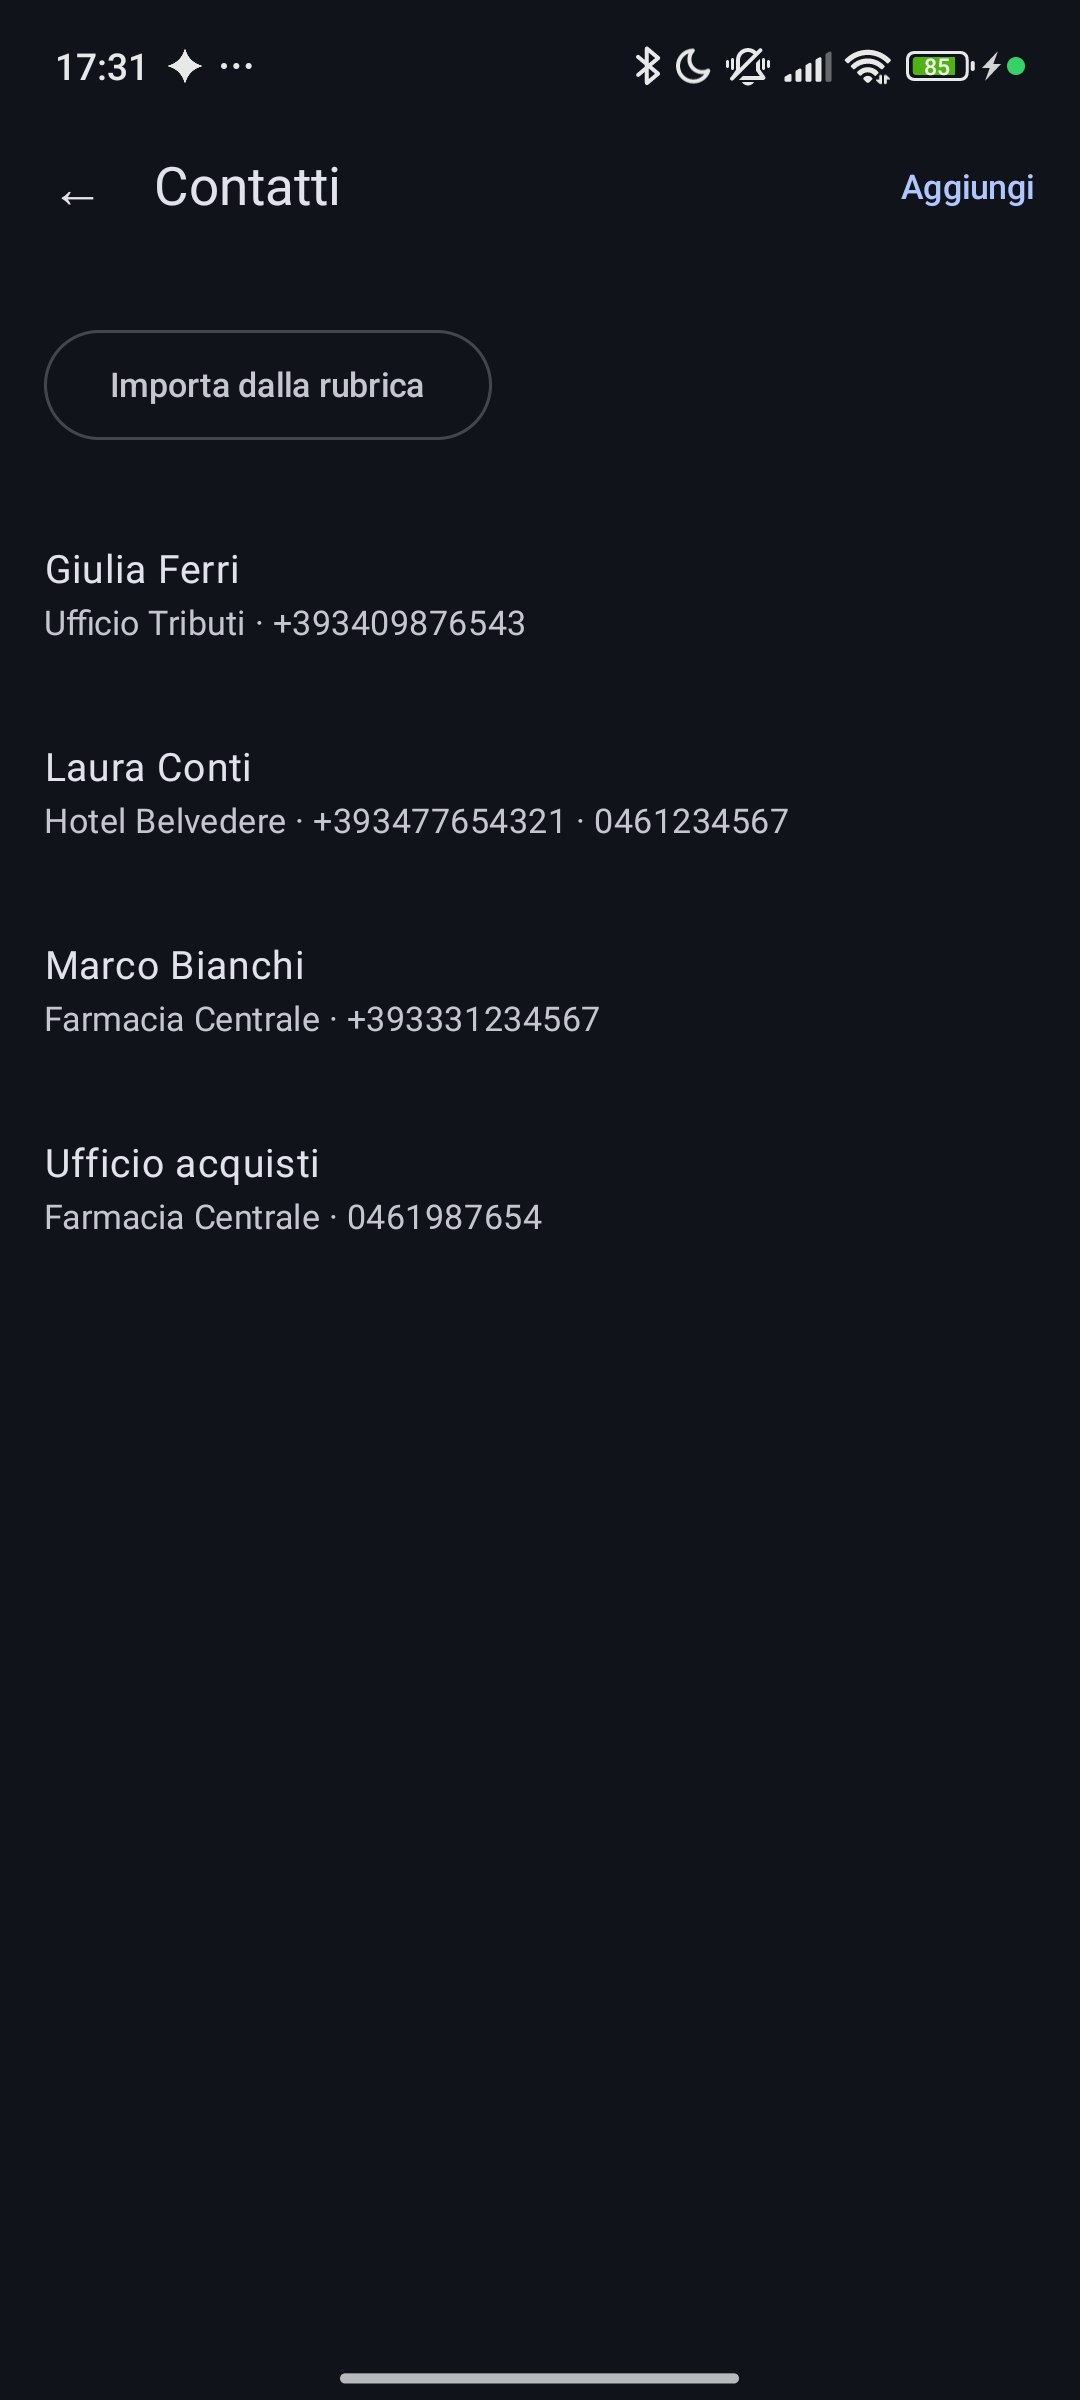 17:31
85
← Contatti
Aggiungi
Importa dalla rubrica
Giulia Ferri
Ufficio Tributi · +393409876543
Laura Conti
Hotel Belvedere · +393477654321 · 0461234567
Marco Bianchi
Farmacia Centrale · +393331234567
Ufficio acquisti
Farmacia Centrale · 0461987654